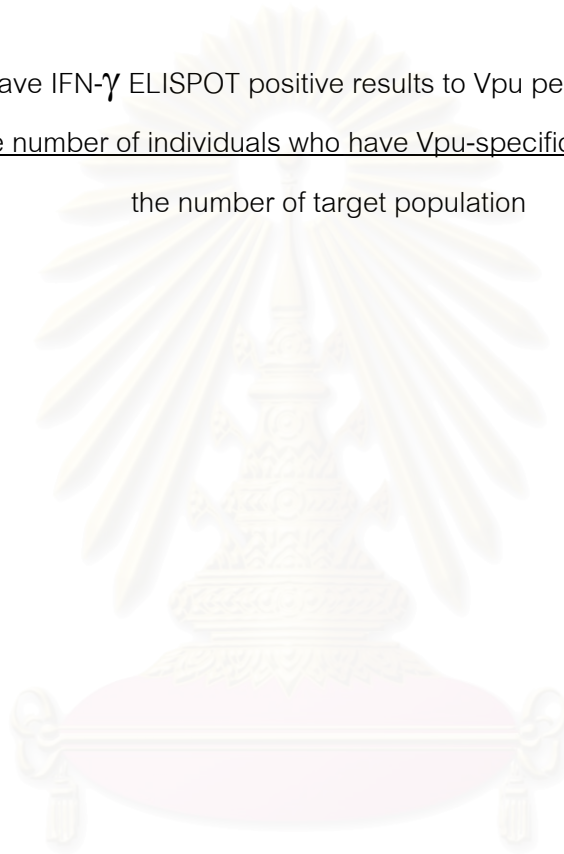 ave IFN-γ ELISPOT positive results to Vpu pe
e number of individuals who have Vpu-specific
the number of target population